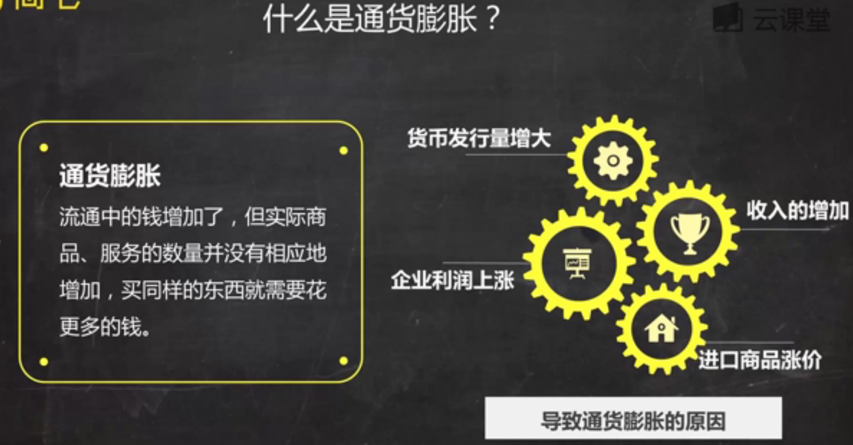 什么是通货膨胀？
云课堂
通货膨胀
流通中的钱增加了，但实际商
品、服务的数量并没有相应地
增加，买同样的东西就需要花
更多的钱。
货币发行量增大
收入的增加
企业利润上涨
进口商品涨价
导致通货膨胀的原因